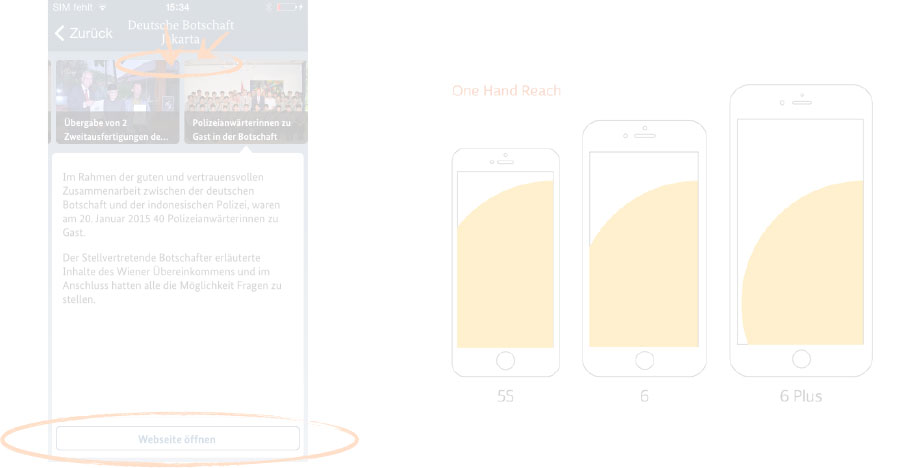 SIM fehlt
15:34
Zurück
Deutsche Botschaft
Jakarta
Übergabe von 2
Zweitausfertigungen de...
Polizeianwärterinnen zu
Gast in der Botschaft
Im Rahmen der guten und vertrauensvollen
Zusammenarbeit zwischen der deutschen
Botschaft und der indonesischen Polizei, waren
am 20. Januar 2015 40 Polizeianwärterinnen zu
Gast.
Der Stellvertretende Botschafter erläuterte
Inhalte des Wiener Übereinkommens und im
Anschluss hatten alle die Möglichkeit Fragen zu
stellen.
Webseite öffnen
One Hand Reach
5S
6
6 Plus